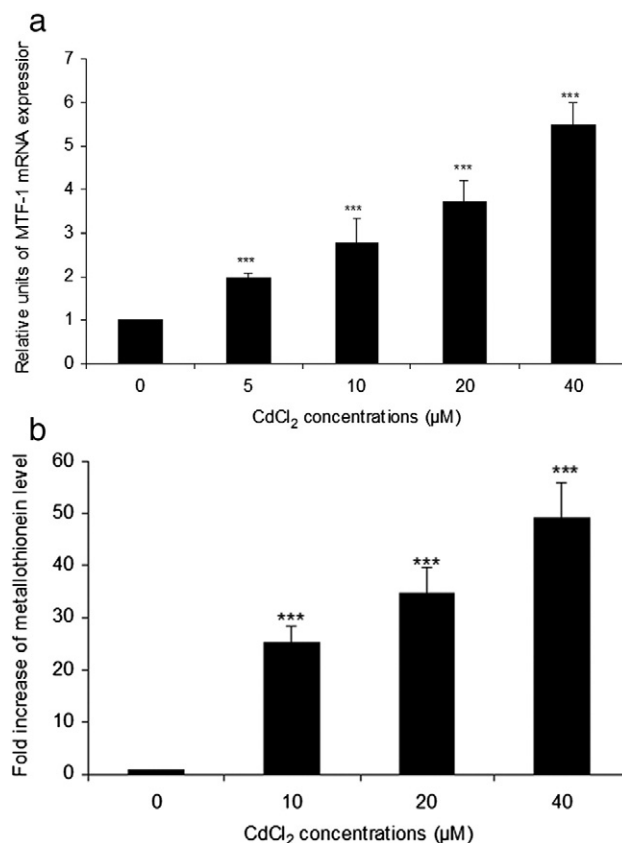 a
Relative units of MTF-1 mRNA expression
7
6
5
4
3
2
1
0
***
***
***
***
0 5 10 20 40
CdCl₂ concentrations (µM)
b
Fold increase of metallothionein level
60
50
40
30
20
10
0
***
***
***
0 10 20 40
CdCl₂ concentrations (µM)